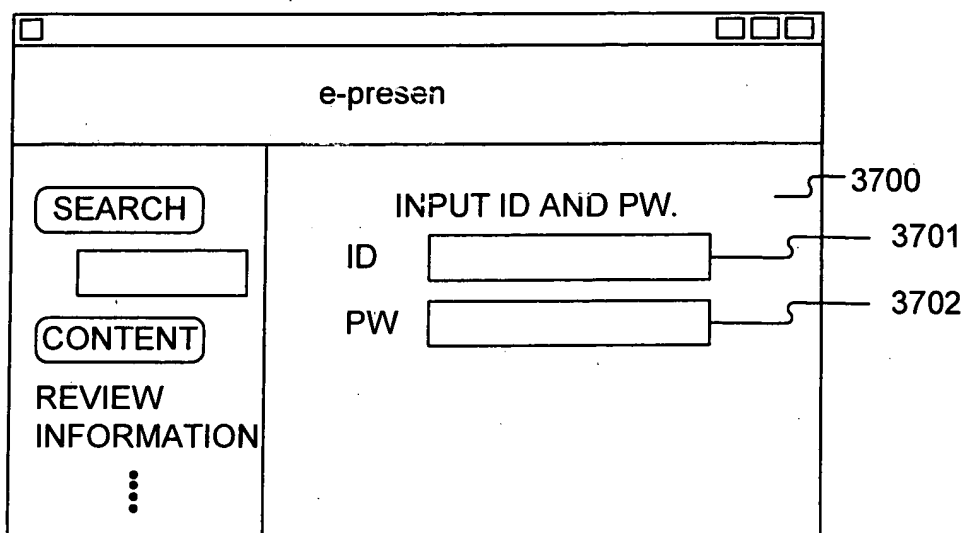 e-presen
SEARCH
CONTENT
REVIEW
INFORMATION
INPUT ID AND PW.
ID
PW
3700
3701
3702